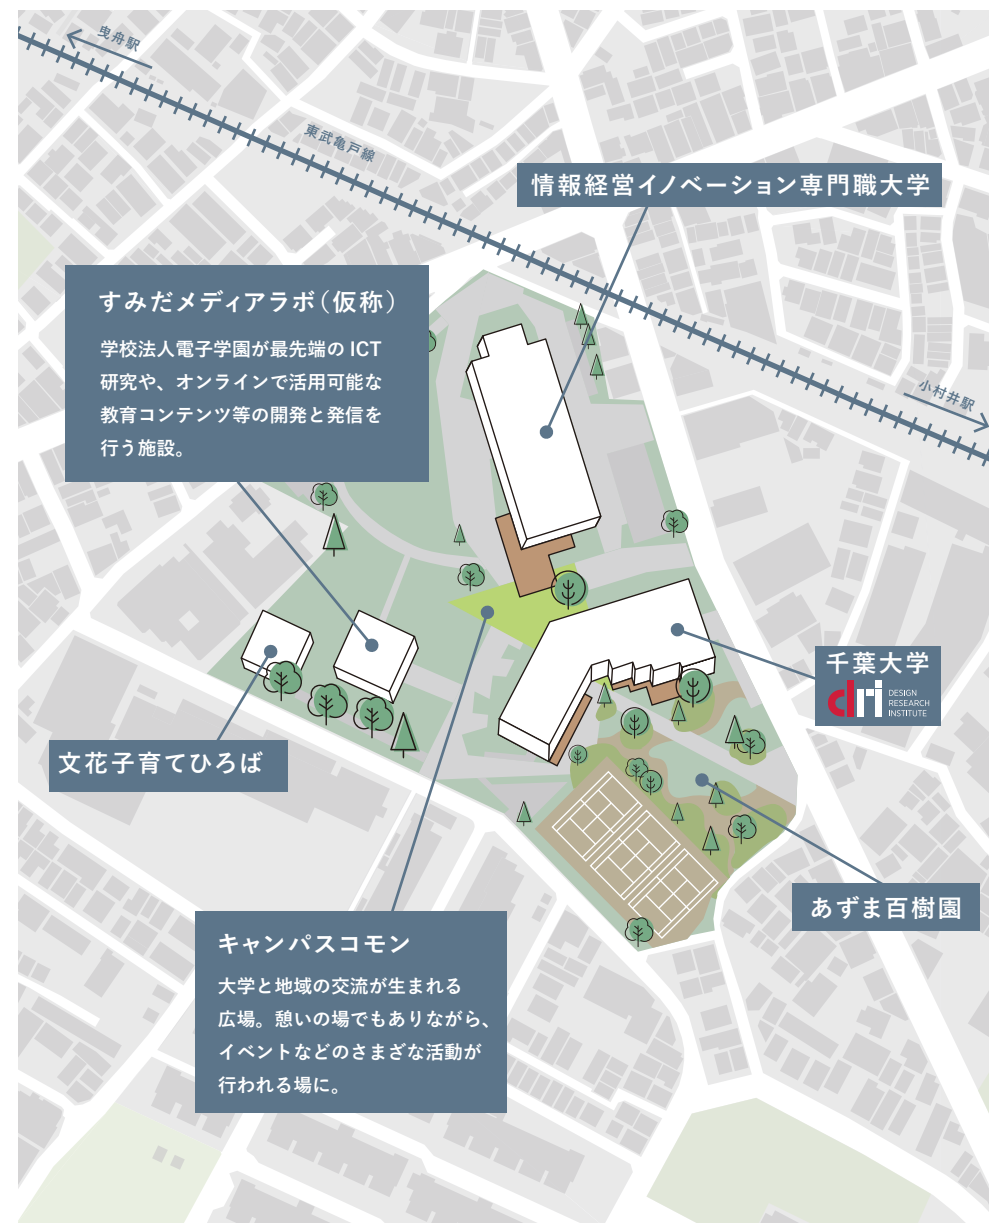 曳舟駅
東武亀戸線
情報経営イノベーション専門職大学
すみだメディアラボ（仮称）
学校法人電子学園が最先端の ICT
研究や、オンラインで活用可能な
教育コンテンツ等の開発と発信を
行う施設。
小村井駅
千葉大学
dri DESIGN
RESEARCH
INSTITUTE
文花子育てひろば
あずま百樹園
キャンパスコモン
大学と地域の交流が生まれる
広場。憩いの場でもありながら、
イベントなどのさまざな活動が
行われる場に。